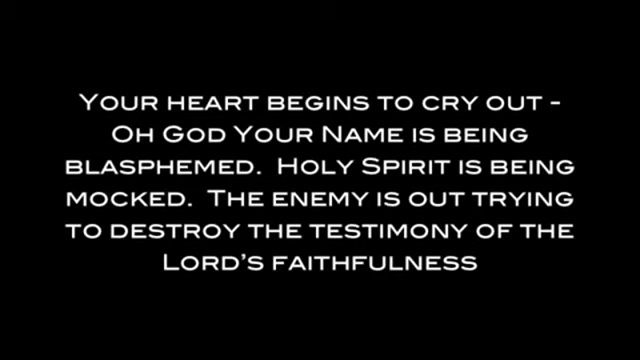 Your heart begins to cry out -
Oh God Your Name is being
blasphemed.  Holy Spirit is being
mocked.  The enemy is out trying
to destroy the testimony of the
Lord's faithfulness